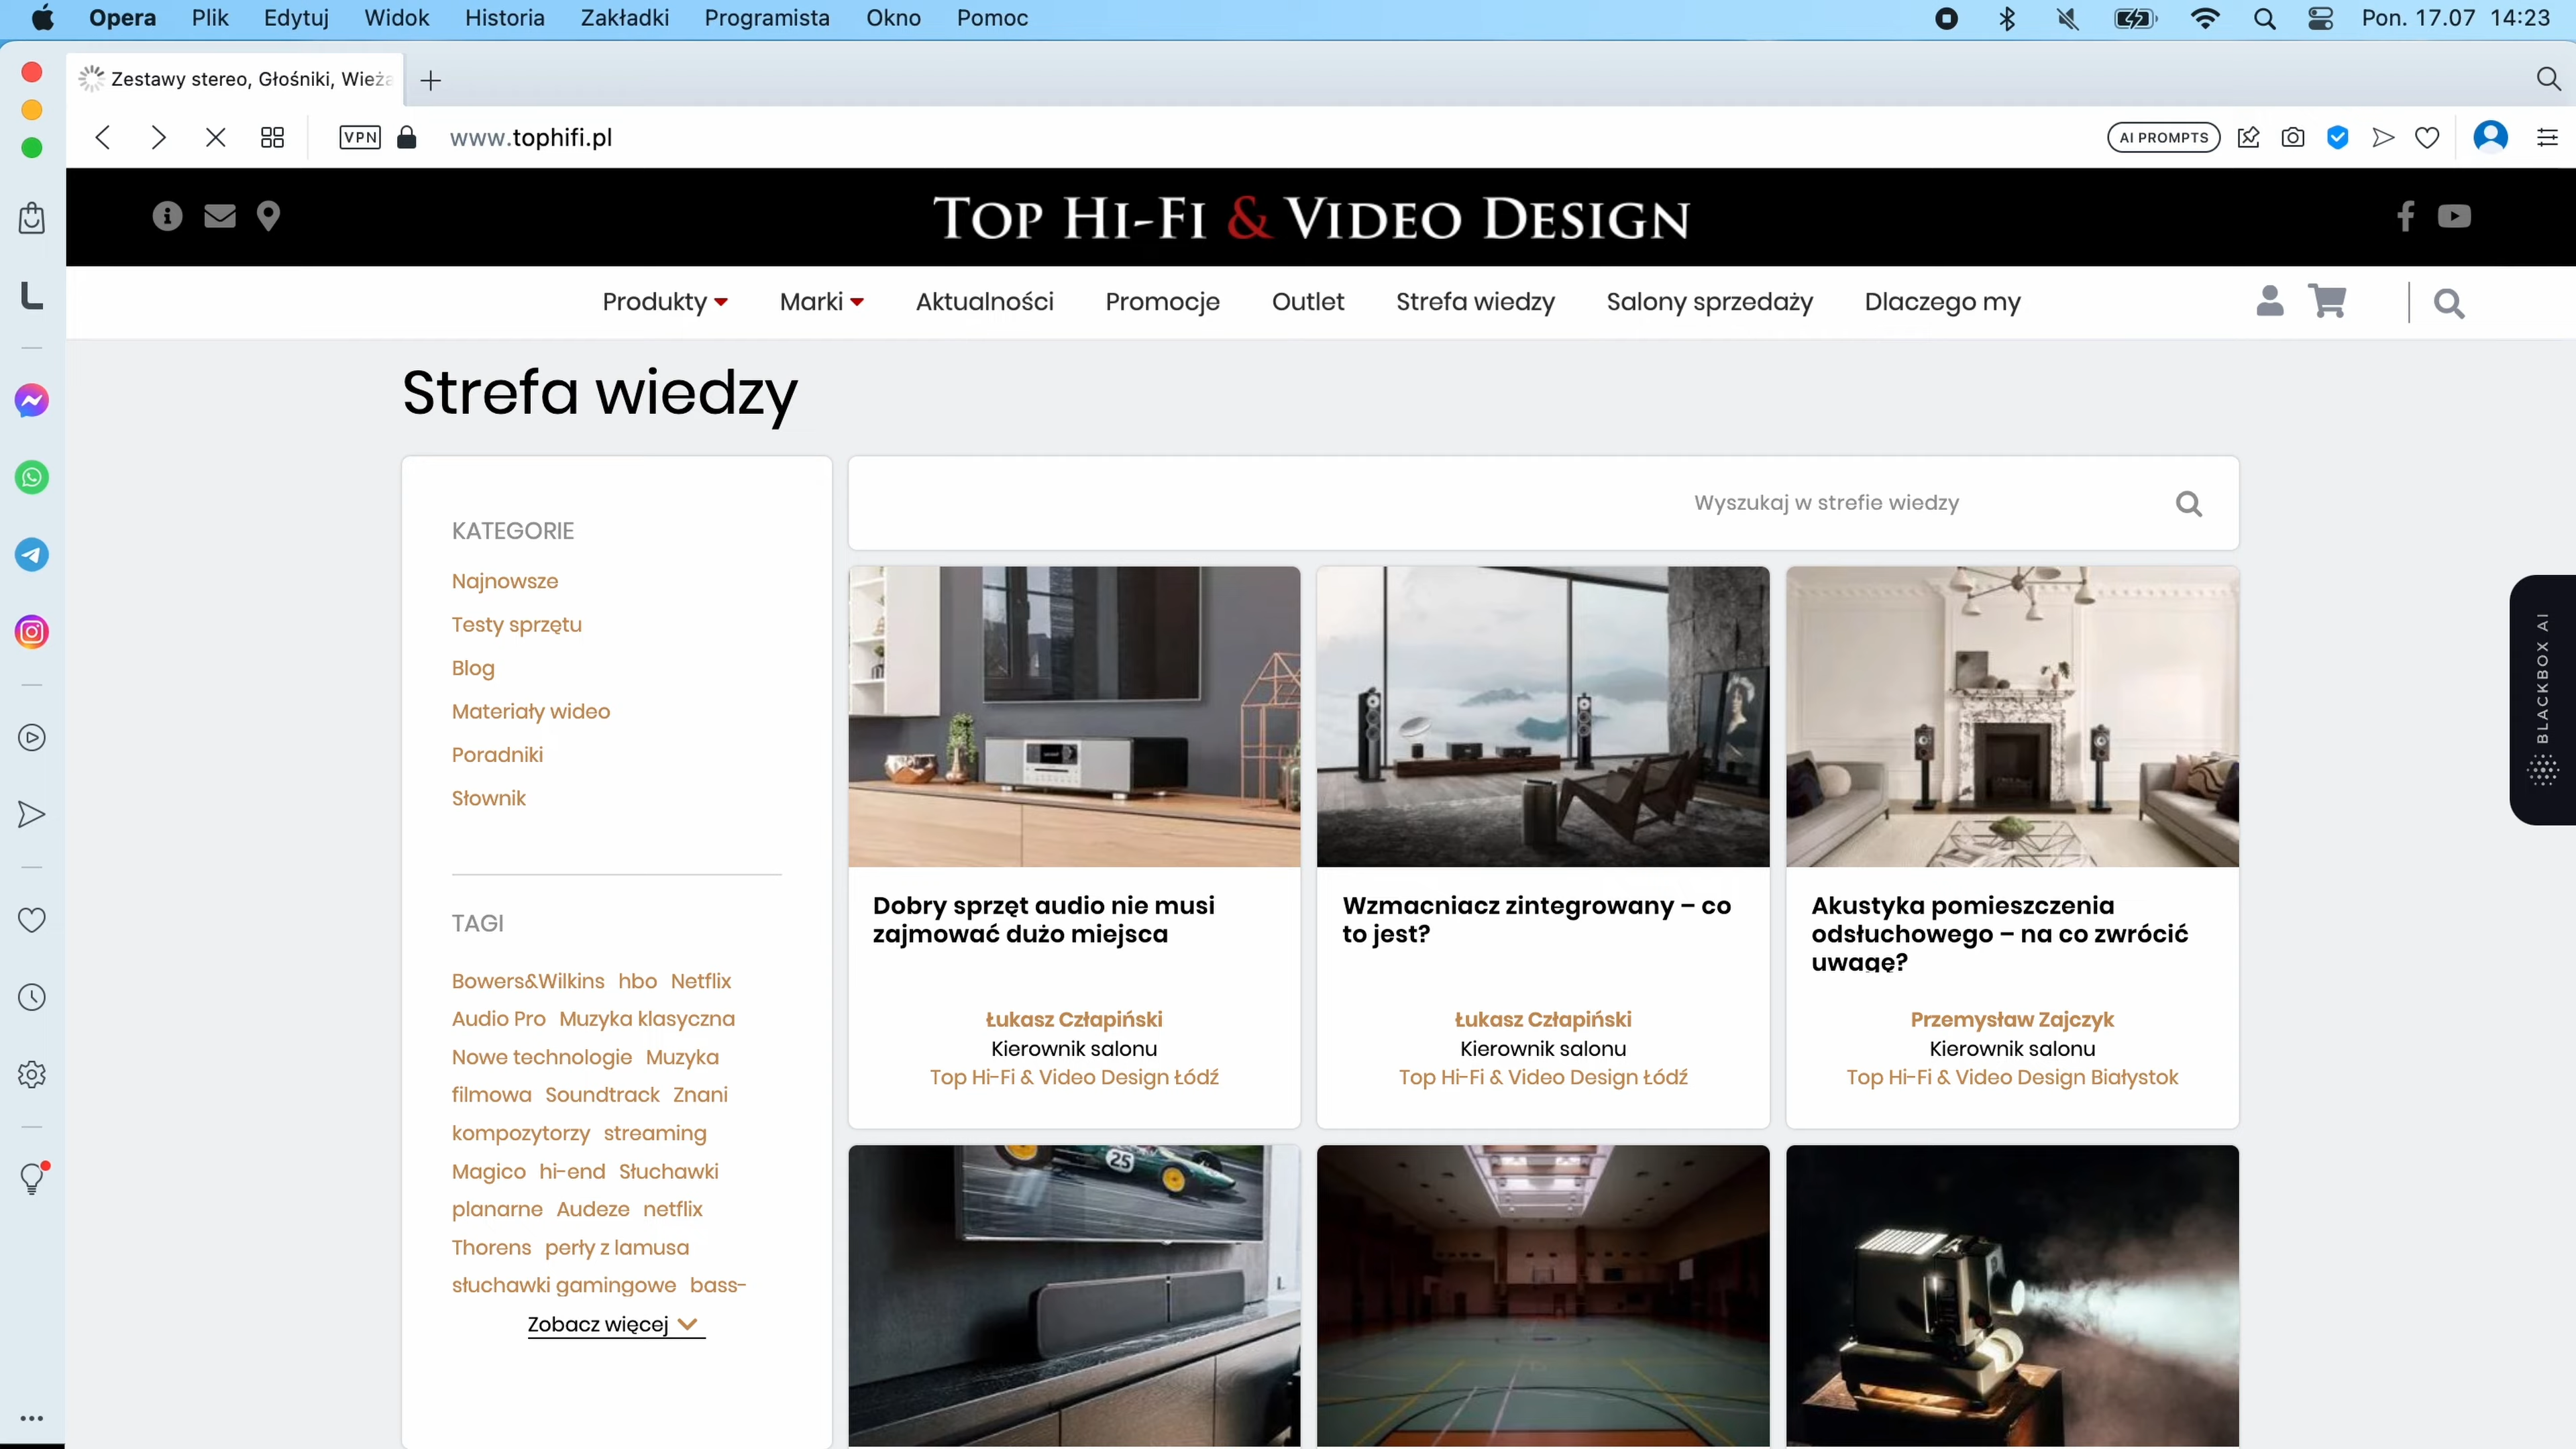 Opera Plik Edytuj Widok Historia Zakładki Programista Okno Pomoc Pon. 17.07 14:23
Zestawy stereo, Głośniki, Wieża
VPN www.tophifi.pl AI PROMPTS
TOP HI-FI & VIDEO DESIGN
Produkty Marki Aktualności Promocje Outlet Strefa wiedzy Salony sprzedaży Dlaczego my
Strefa wiedzy
KATEGORIE
Najnowsze
Testy sprzętu
Blog
Materiały wideo
Poradniki
Słownik
TAGI
Bowers&Wilkins hbo Netflix
Audio Pro Muzyka klasyczna
Nowe technologie Muzyka
filmowa Soundtrack Znani
kompozytorzy streaming
Magico hi-end Słuchawki
planarne Audeze netflix
Thorens perły z lamusa
słuchawki gamingowe bass-
Zobacz więcej
Wyszukaj w strefie wiedzy
Dobry sprzęt audio nie musi
zajmować dużo miejsca
Łukasz Człapiński
Kierownik salonu
Top Hi-Fi & Video Design Łódź
Wzmacniacz zintegrowany – co
to jest?
Łukasz Człapiński
Kierownik salonu
Top Hi-Fi & Video Design Łódź
Akustyka pomieszczenia
odsłuchowego – na co zwrócić
uwagę?
Przemysław Zajczyk
Kierownik salonu
Top Hi-Fi & Video Design Białystok
25
BLACKBOX AI